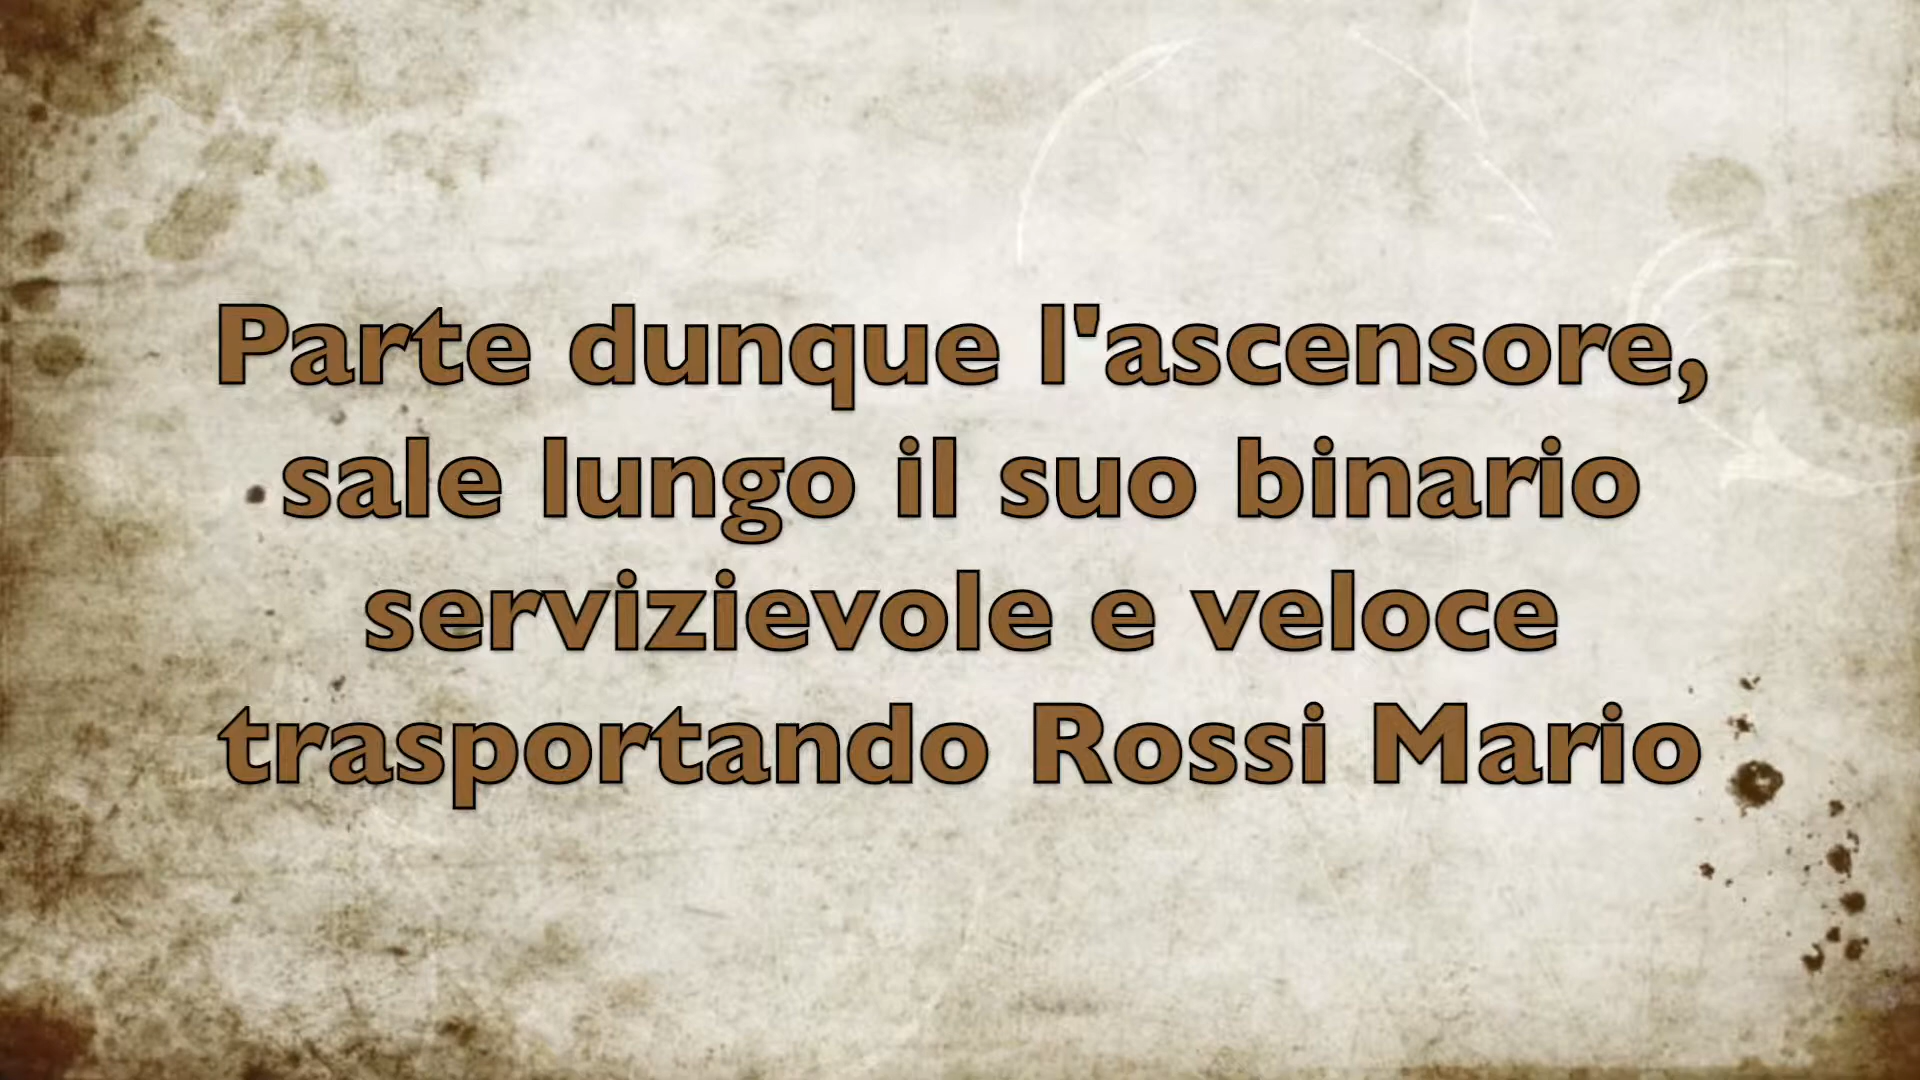 Parte dunque l'ascensore,
sale lungo il suo binario
servizievole e veloce
trasportando Rossi Mario